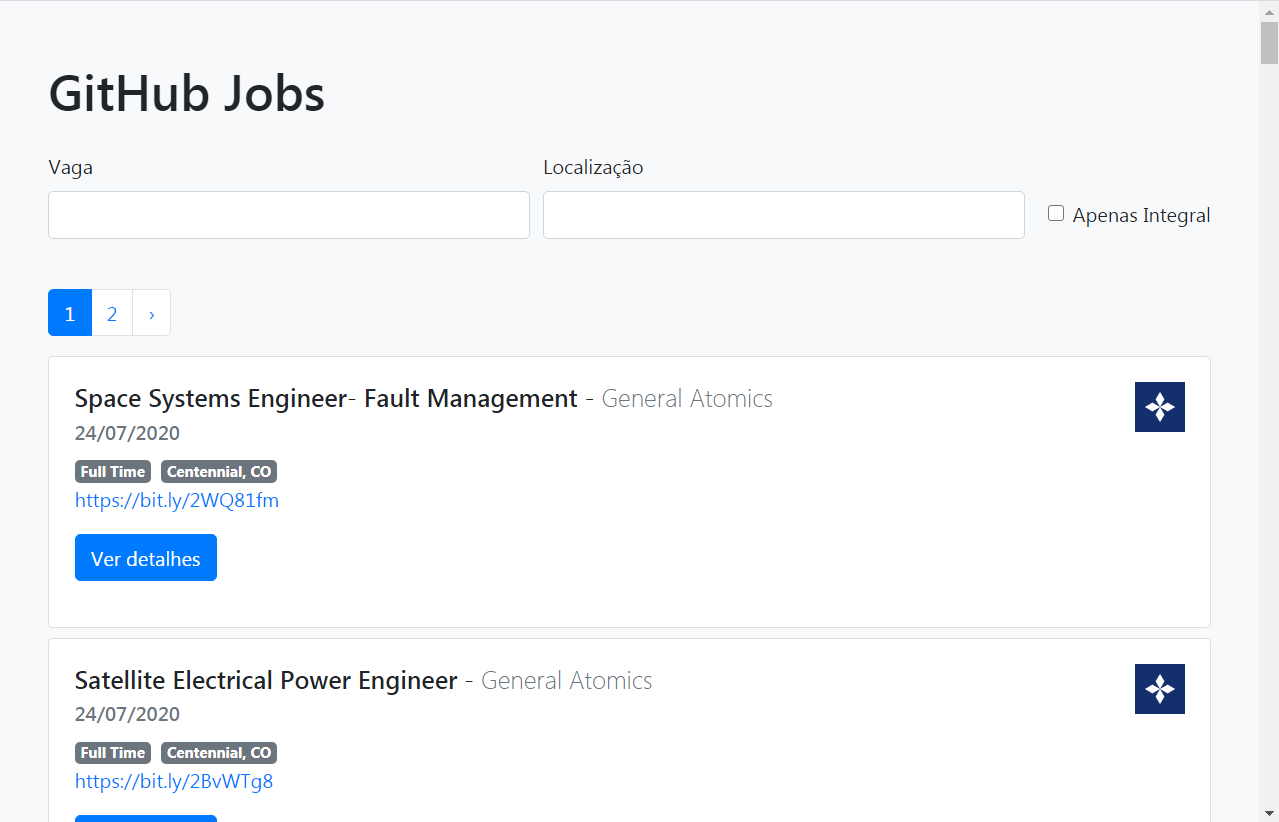 GitHub Jobs
Vaga
Localização
Apenas Integral
1 2 ›
Space Systems Engineer- Fault Management - General Atomics
24/07/2020
Full Time Centennial, CO
https://bit.ly/2WQ81fm
Ver detalhes
Satellite Electrical Power Engineer - General Atomics
24/07/2020
Full Time Centennial, CO
https://bit.ly/2BvWTg8